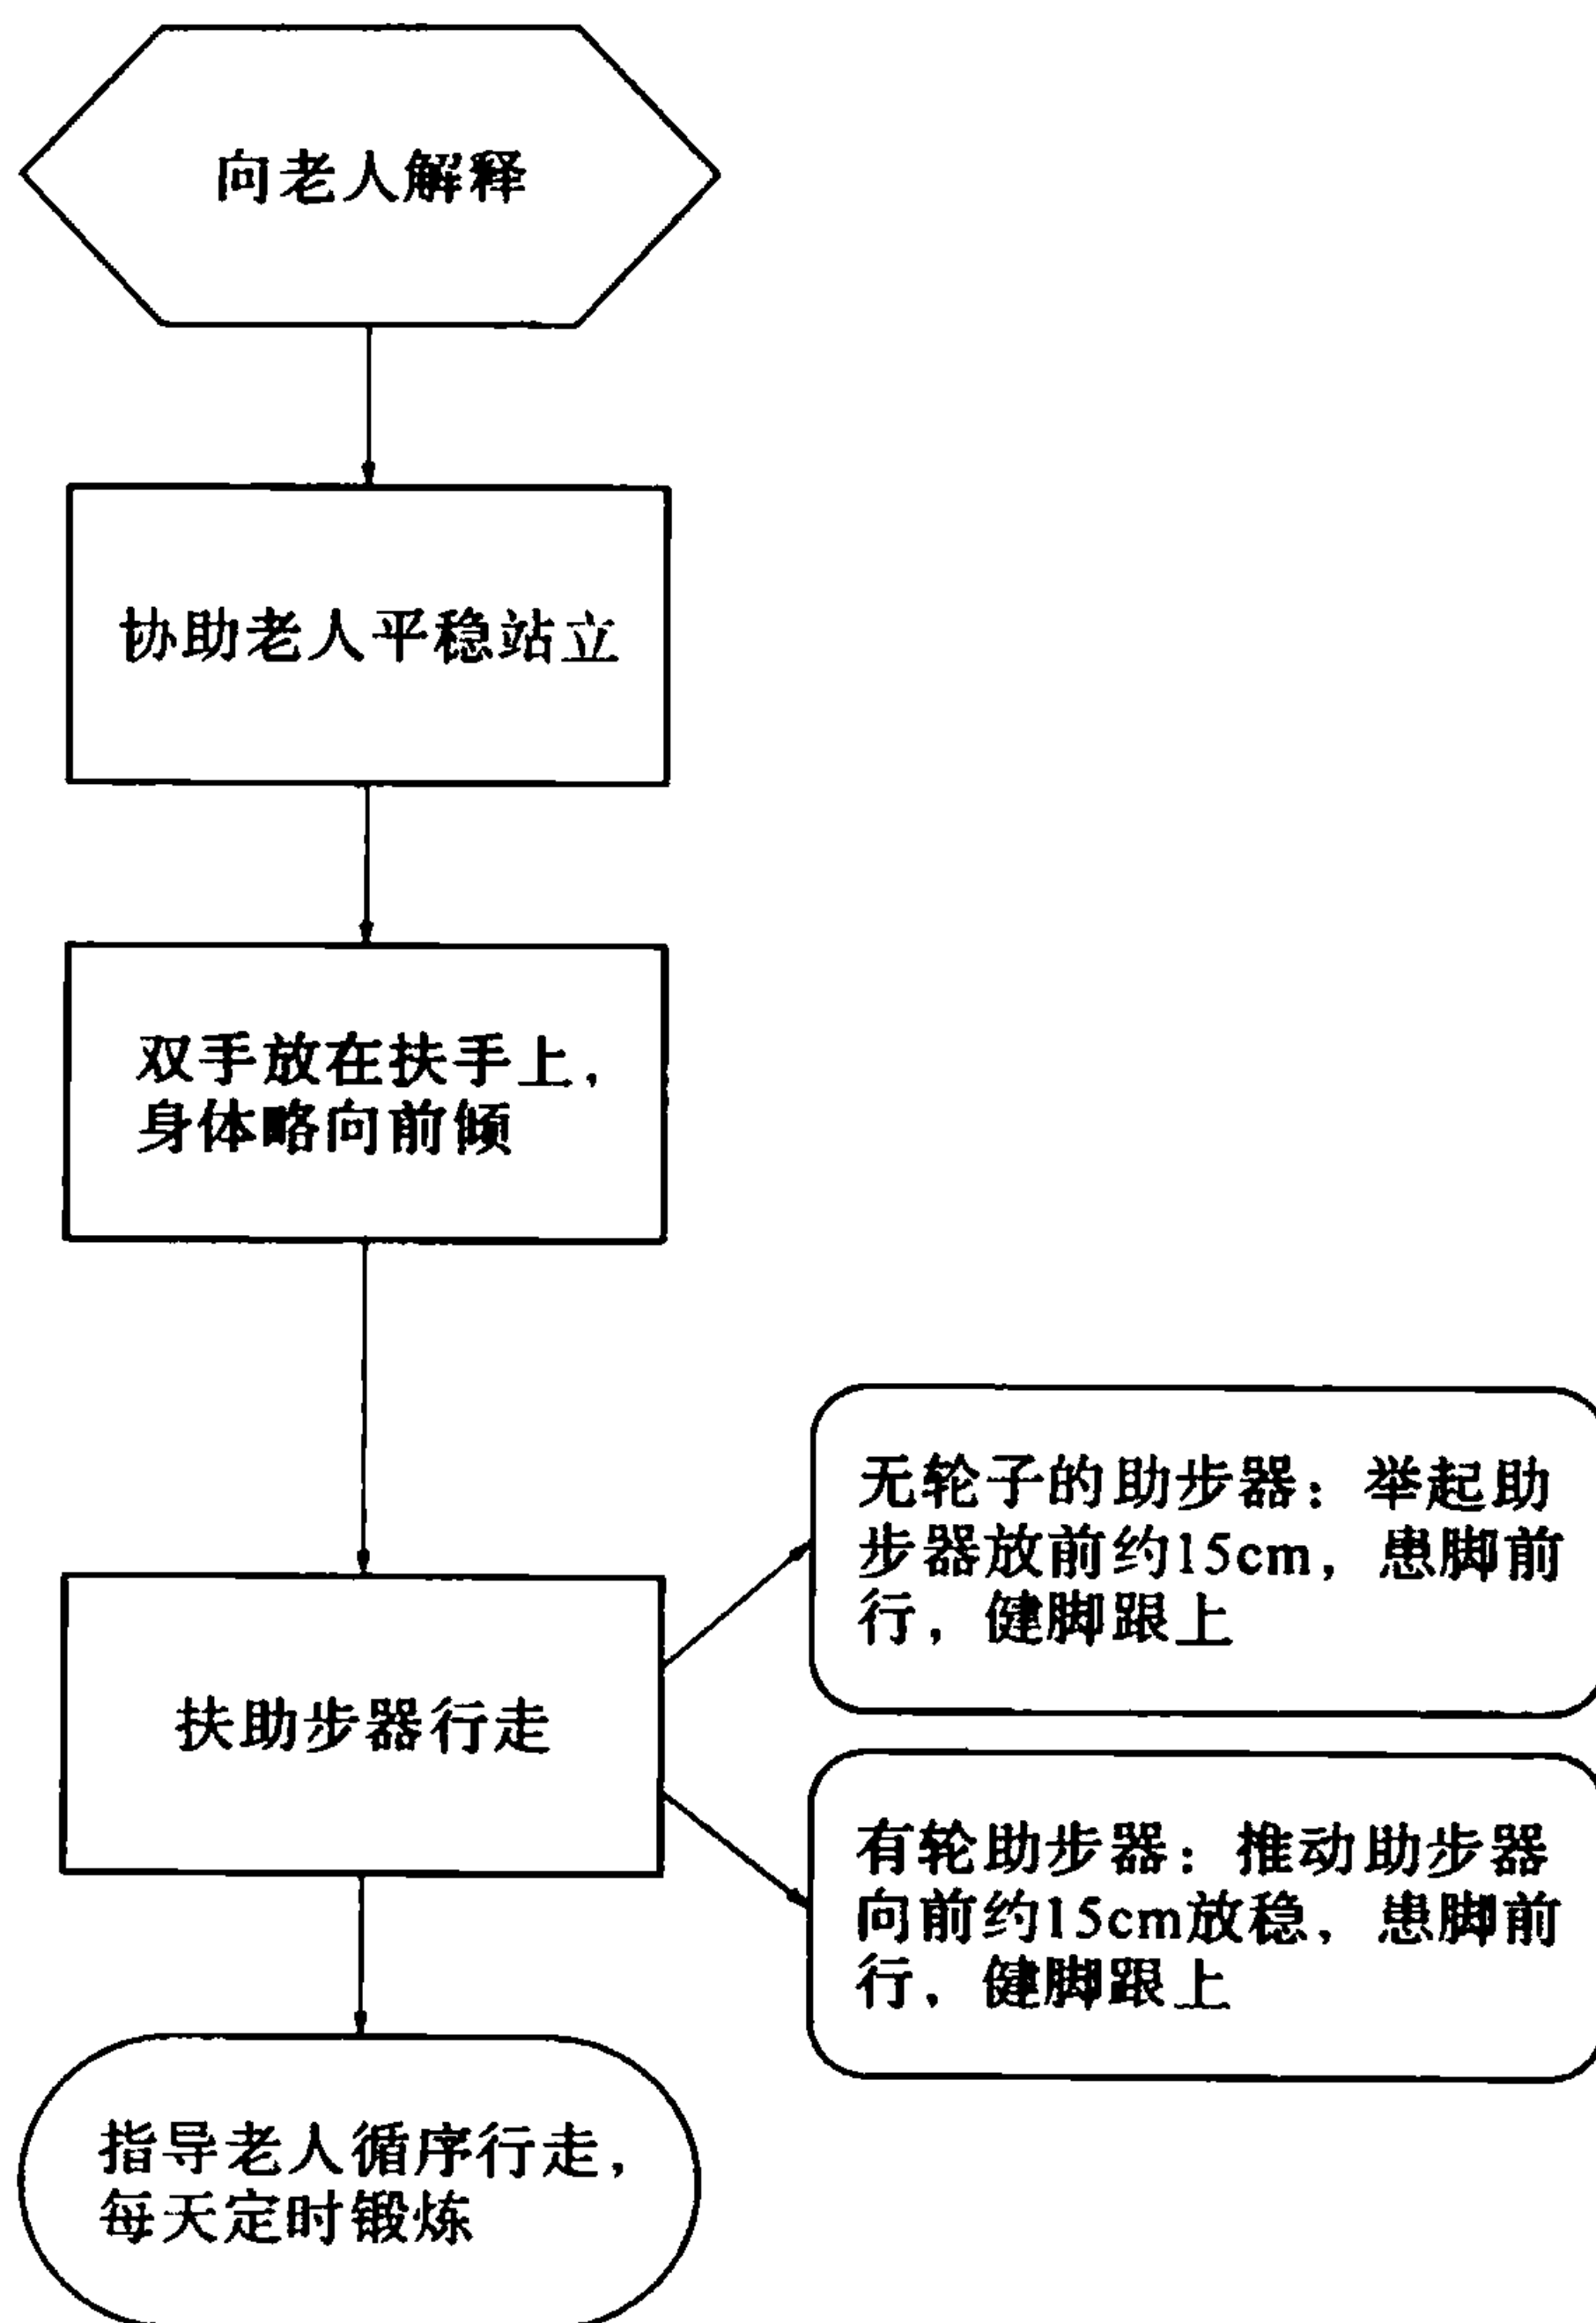 向老人解释
协助老人平稳站立
双手放在扶手上，
身体略向前倾
无轮子的助步器：举起助
步器放前约15cm，患脚前
行，健脚跟上
扶助步器行走
有轮助步器：推动助步器
向前约15cm放稳，患脚前
行，健脚跟上
指导老人循序行走，
每天定时锻炼